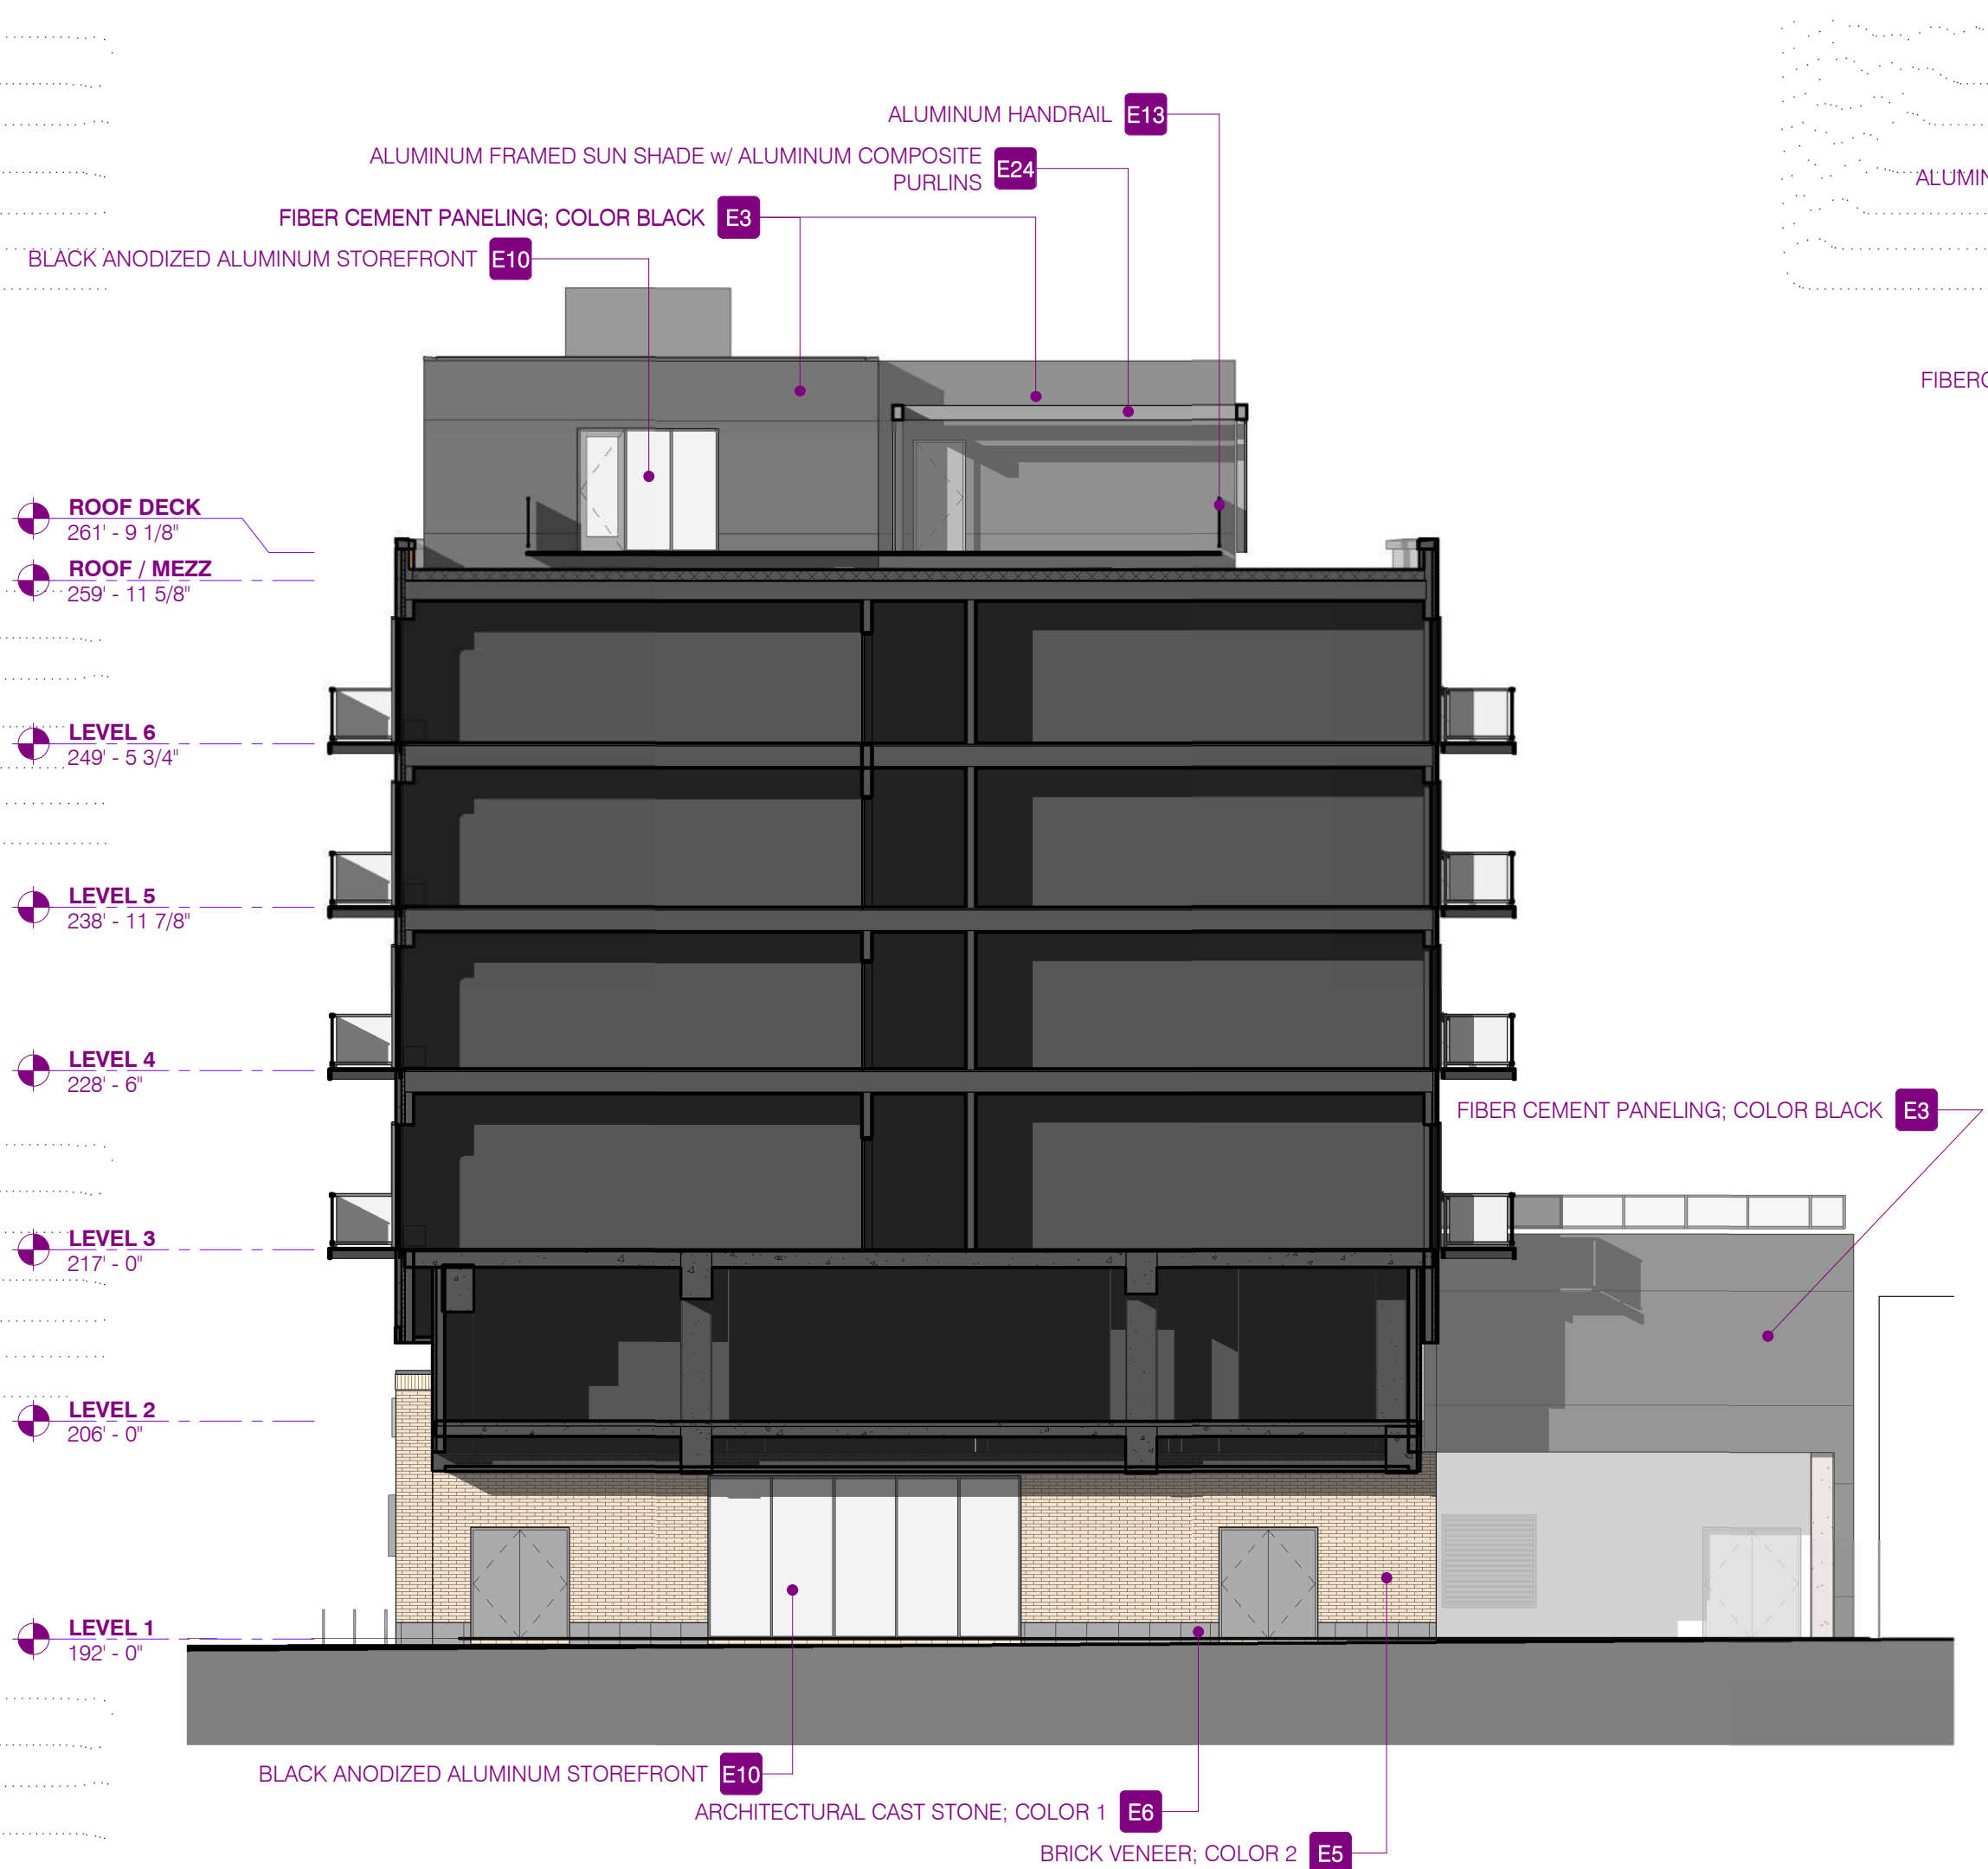 ALUMINUM HANDRAIL E13
ALUMINUM FRAMED SUN SHADE w/ ALUMINUM COMPOSITE
PURLINS E24
FIBER CEMENT PANELING; COLOR BLACK E3
BLACK ANODIZED ALUMINUM STOREFRONT E10
ROOF DECK
261' - 9 1/8"
ROOF / MEZZ
259' - 11 5/8"
LEVEL 6
249' - 5 3/4"
LEVEL 5
238' - 11 7/8"
LEVEL 4
228' - 6"
FIBER CEMENT PANELING; COLOR BLACK E3
LEVEL 3
217' - 0"
LEVEL 2
206' - 0"
LEVEL 1
192' - 0"
BLACK ANODIZED ALUMINUM STOREFRONT E10
ARCHITECTURAL CAST STONE; COLOR 1 E6
BRICK VENEER; COLOR 2 E5